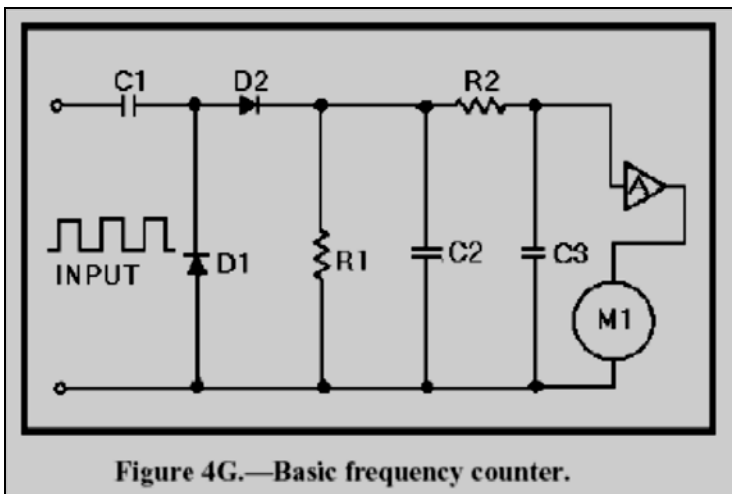 C1
D2
R2
INPUT
D1
R1
C2
C3
A
M1
Figure 4G.—Basic frequency counter.